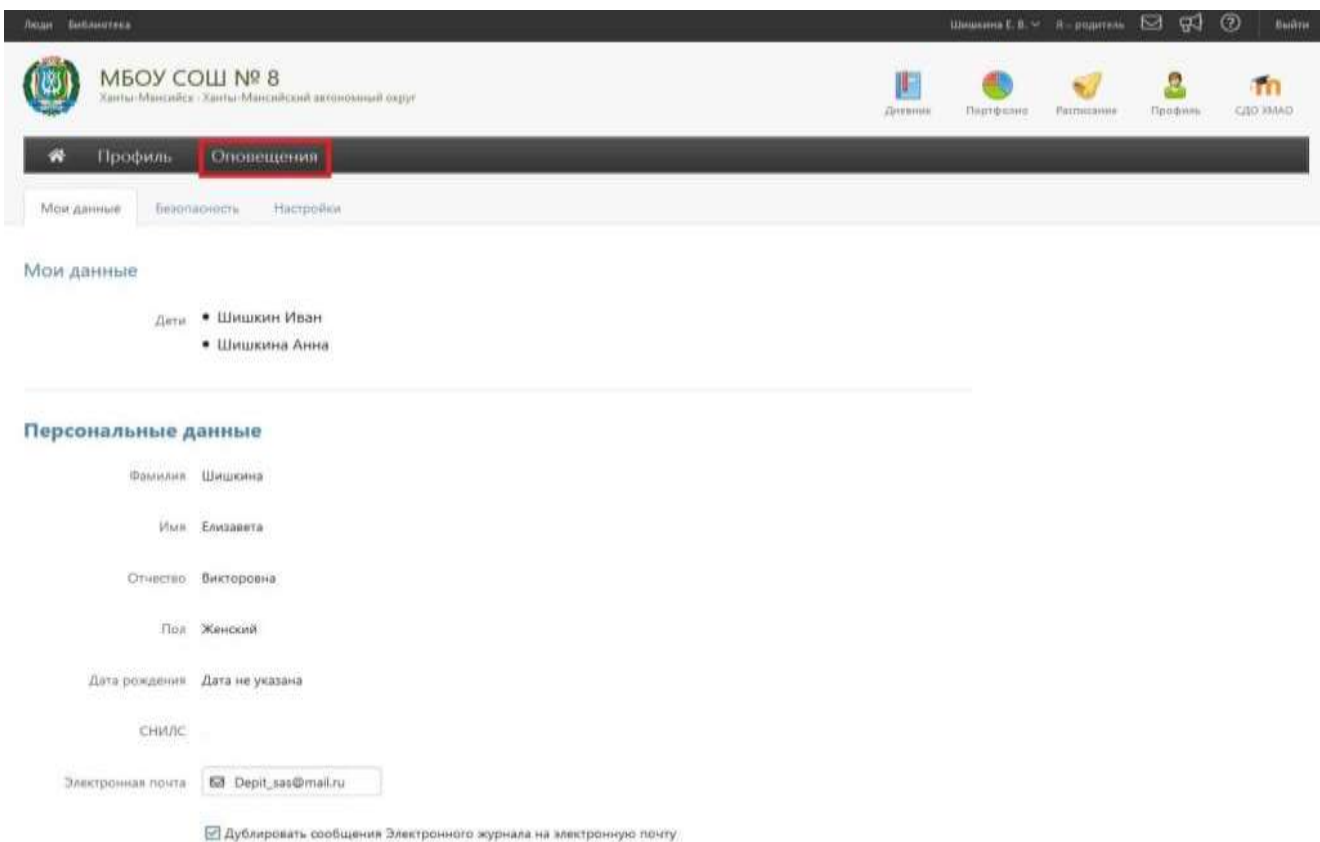 Люди Библиотека Шишкина Е. В. Я – родитель Выйти
МБОУ СОШ № 8
Ханты-Мансийск · Ханты-Мансийский автономный округ
Дневник Портфолио Расписание Профиль СДО ХМАО
Профиль Оповещения
Мои данные Безопасность Настройки
Мои данные
Дети • Шишкин Иван
• Шишкина Анна
Персональные данные
Фамилия Шишкина
Имя Елизавета
Отчество Викторовна
Пол Женский
Дата рождения Дата не указана
СНИЛС
Электронная почта Depit_sas@mail.ru
Дублировать сообщения Электронного журнала на электронную почту